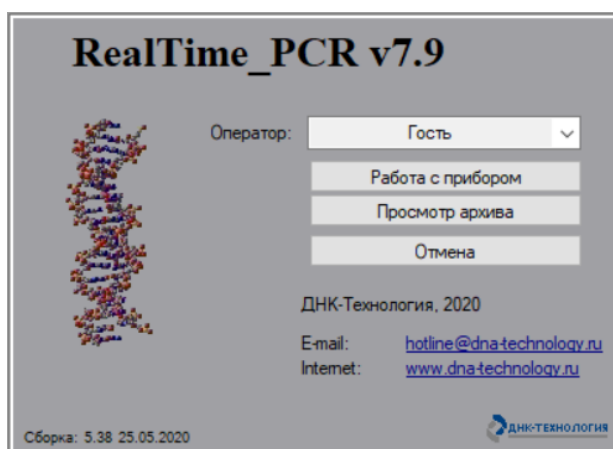 RealTime_PCR v7.9
Оператор: Гость
Работа с прибором
Просмотр архива
Отмена
ДНК-Технология, 2020
E-mail: hotline@dna-technology.ru
Internet: www.dna-technology.ru
Сборка: 5.38 25.05.2020
ДНК-ТЕХНОЛОГИЯ